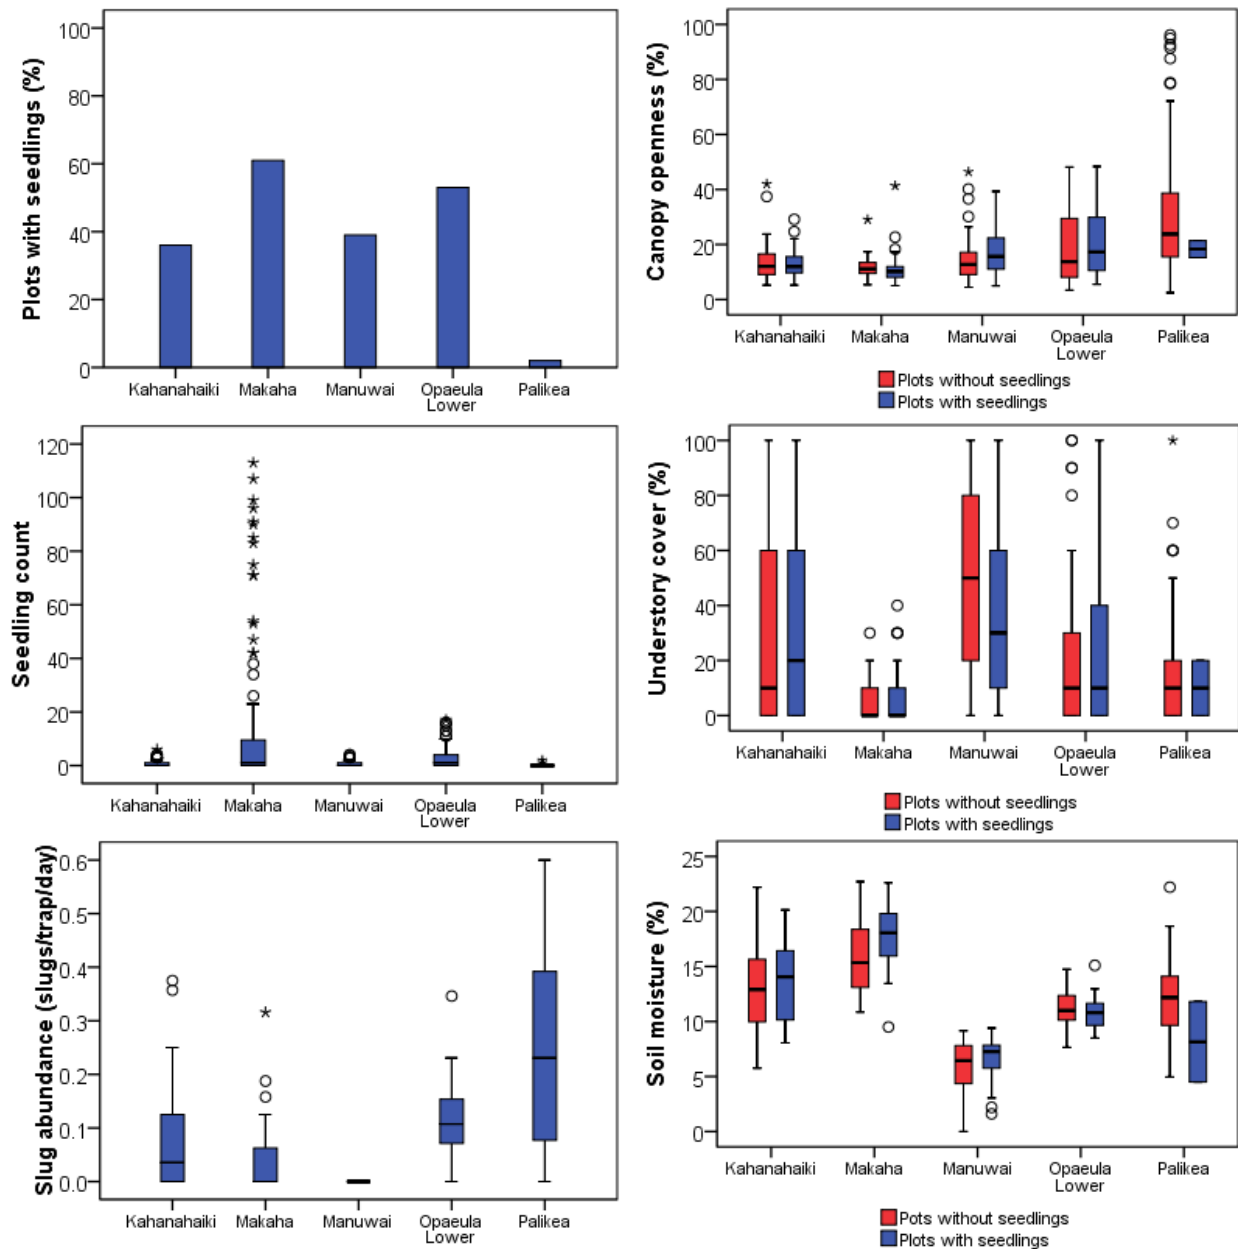 Plots with seedlings (%)
100
80
60
40
20
0
Kahanahaiki
Makaha
Manuwai
Opaeula
Lower
Palikea
Canopy openness (%)
100
80
60
40
20
0
Kahanahaiki
Makaha
Manuwai
Opaeula
Lower
Palikea
Plots without seedlings
Plots with seedlings
Seedling count
120
100
80
60
40
20
0
Kahanahaiki
Makaha
Manuwai
Opaeula
Lower
Palikea
Understory cover (%)
100
80
60
40
20
0
Kahanahaiki
Makaha
Manuwai
Opaeula
Lower
Palikea
Plots without seedlings
Plots with seedlings
Slug abundance (slugs/trap/day)
0.6
0.5
0.4
0.3
0.2
0.1
0.0
Kahanahaiki
Makaha
Manuwai
Opaeula
Lower
Palikea
Soil moisture (%)
25
20
15
10
5
0
Kahanahaiki
Makaha
Manuwai
Opaeula
Lower
Palikea
Pots without seedlings
Plots with seedlings